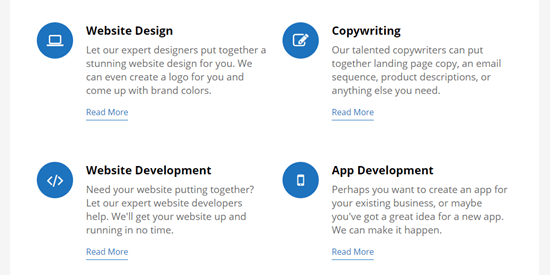 Website Design
Let our expert designers put together a
stunning website design for you. We
can even create a logo for you and
come up with brand colors.
Read More
Copywriting
Our talented copywriters can put
together landing page copy, an email
sequence, product descriptions, or
anything else you need.
Read More
Website Development
Need your website putting together?
Let our expert website developers
help. We'll get your website up and
running in no time.
Read More
App Development
Perhaps you want to create an app for
your existing business, or maybe
you've got a great idea for a new app.
We can make it happen.
Read More